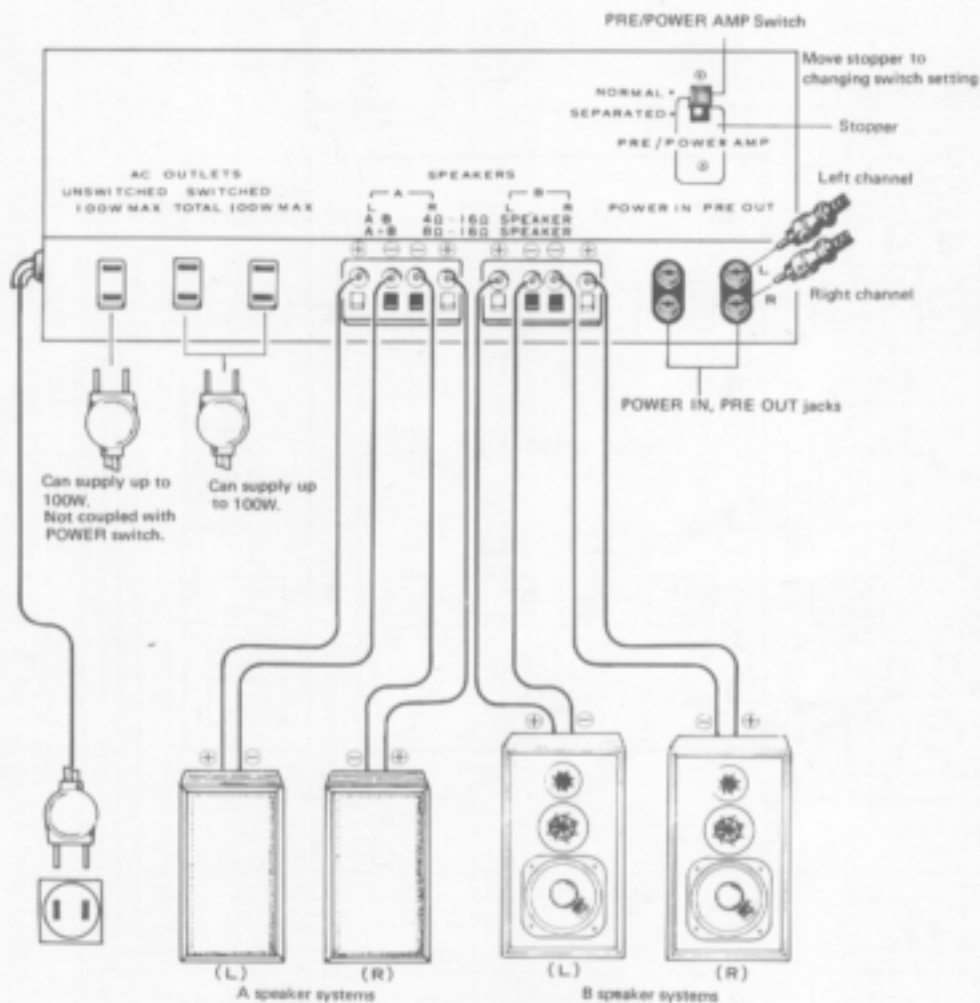 PRE/POWER AMP Switch
Move stopper to
changing switch setting
NORMAL
SEPARATED
Stopper
PRE/POWER AMP
AC OUTLETS
UNSWITCHED SWITCHED
100W MAX TOTAL 100W MAX
SPEAKERS
A B
L R L R
A B 4Ω-16Ω SPEAKER
A+B 8Ω-16Ω SPEAKER
POWER IN PRE OUT
Left channel
⊕ ⊖ ⊖ ⊕ ⊕ ⊖ ⊖ ⊕
L
R
Right channel
POWER IN, PRE OUT jacks
Can supply up to
100W.
Not coupled with
POWER switch.
Can supply up
to 100W.
⊕ ⊖ ⊖ ⊕ ⊕ ⊖ ⊖ ⊕
(L) (R) (L) (R)
A speaker systems B speaker systems